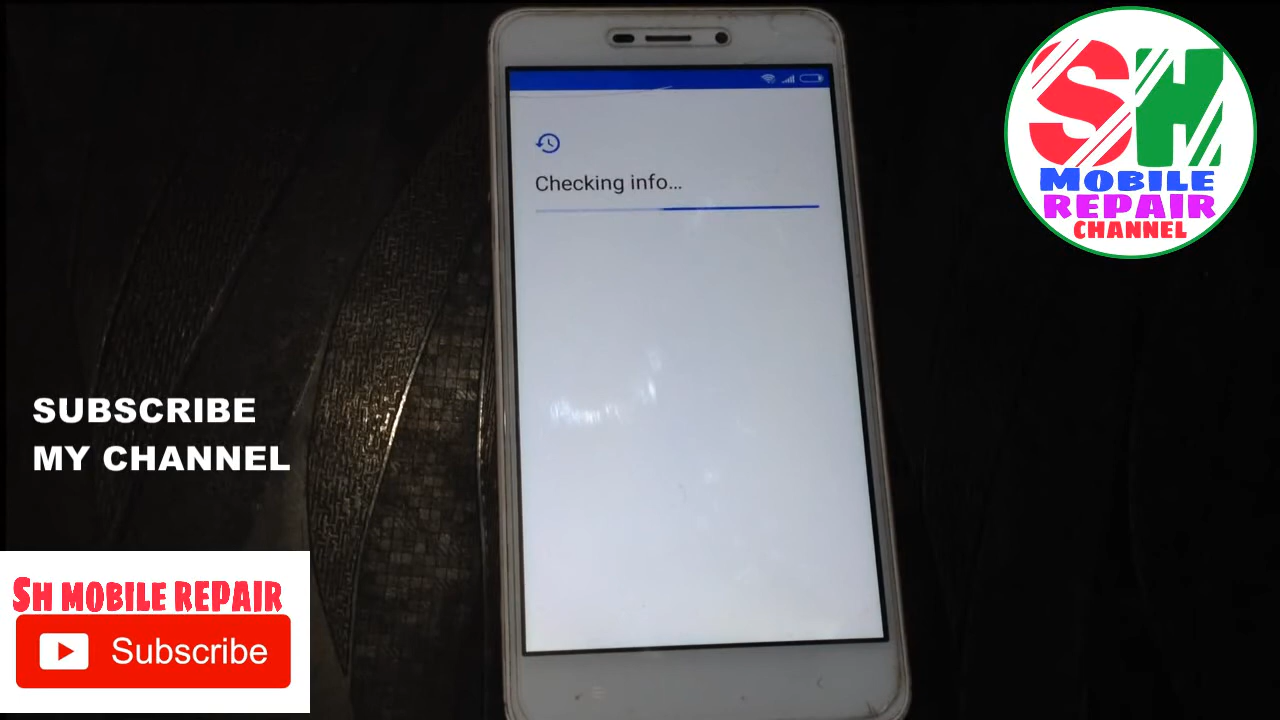 SH
MOBILE
REPAIR
CHANNEL
Checking info...
SUBSCRIBE
MY CHANNEL
SH MOBILE REPAIR
Subscribe